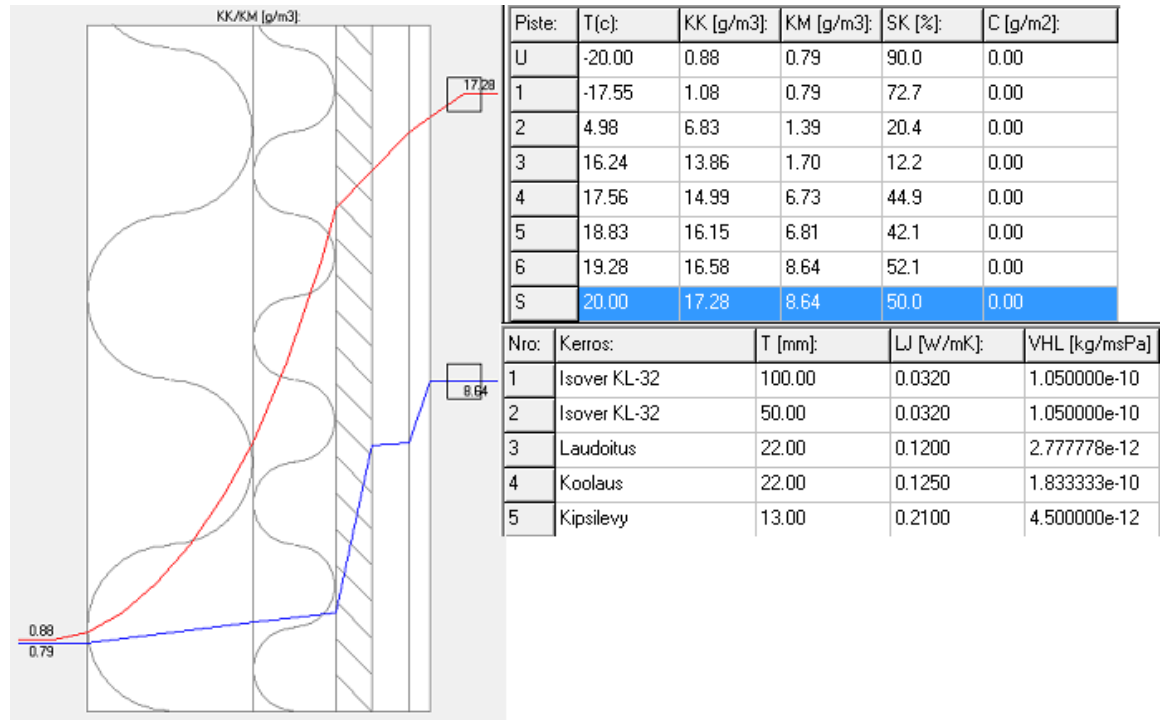 KK/KM [g/m3]:
17.28
8.64
0.88
0.79
Piste: T(c): KK [g/m3]: KM [g/m3]: SK [%]: C [g/m2]:
U -20.00 0.88 0.79 90.0 0.00
1 -17.55 1.08 0.79 72.7 0.00
2 4.98 6.83 1.39 20.4 0.00
3 16.24 13.86 1.70 12.2 0.00
4 17.56 14.99 6.73 44.9 0.00
5 18.83 16.15 6.81 42.1 0.00
6 19.28 16.58 8.64 52.1 0.00
S 20.00 17.28 8.64 50.0 0.00
Nro: Kerros: T [mm]: LJ [W/mK]: VHL [kg/msPa]
1 Isover KL-32 100.00 0.0320 1.050000e-10
2 Isover KL-32 50.00 0.0320 1.050000e-10
3 Laudoitus 22.00 0.1200 2.777778e-12
4 Koolaus 22.00 0.1250 1.833333e-10
5 Kipsilevy 13.00 0.2100 4.500000e-12